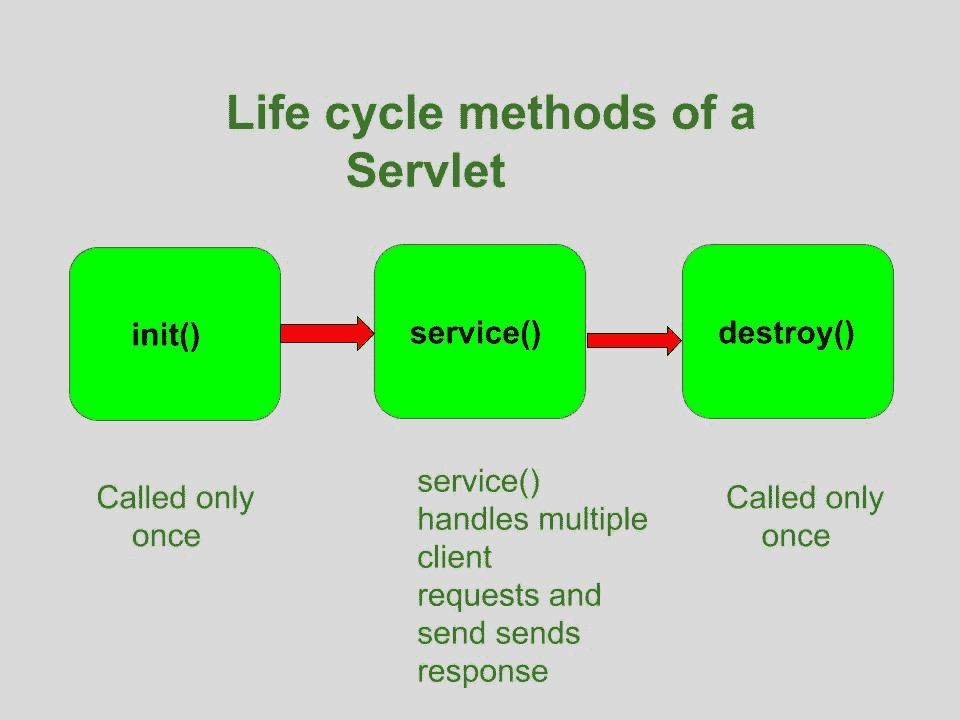 Life cycle methods of a
Servlet
init()
service()
destroy()
Called only
once
service()
handles multiple
client
requests and
send sends
response
Called only
once